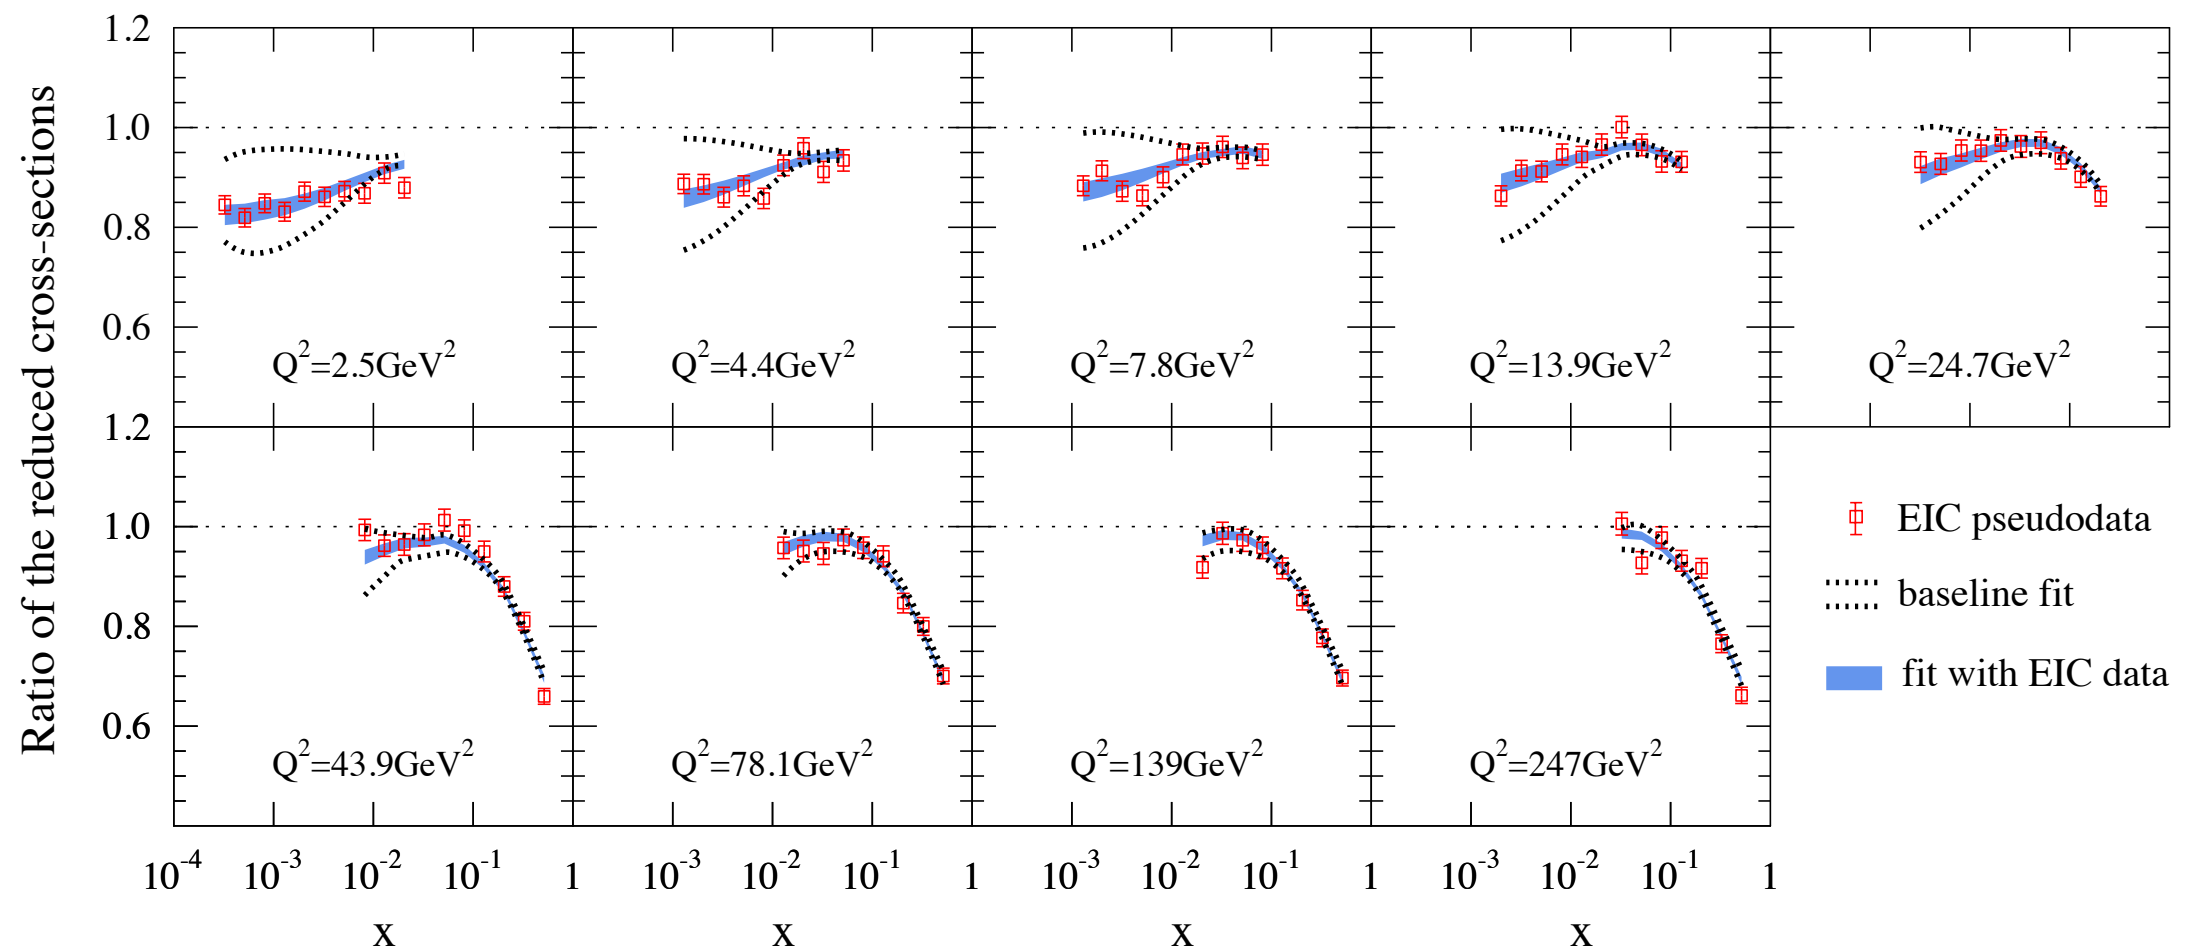 Ratio of the reduced cross-sections
1.2
1.0
0.8
0.6
Q²=2.5GeV²
Q²=4.4GeV²
Q²=7.8GeV²
Q²=13.9GeV²
Q²=24.7GeV²
1.2
1.0
0.8
0.6
Q²=43.9GeV²
Q²=78.1GeV²
Q²=139GeV²
Q²=247GeV²
EIC pseudodata
baseline fit
fit with EIC data
10⁻⁴ 10⁻³ 10⁻² 10⁻¹ 1 10⁻³ 10⁻² 10⁻¹ 1 10⁻³ 10⁻² 10⁻¹ 1 10⁻³ 10⁻² 10⁻¹ 1
x x x x